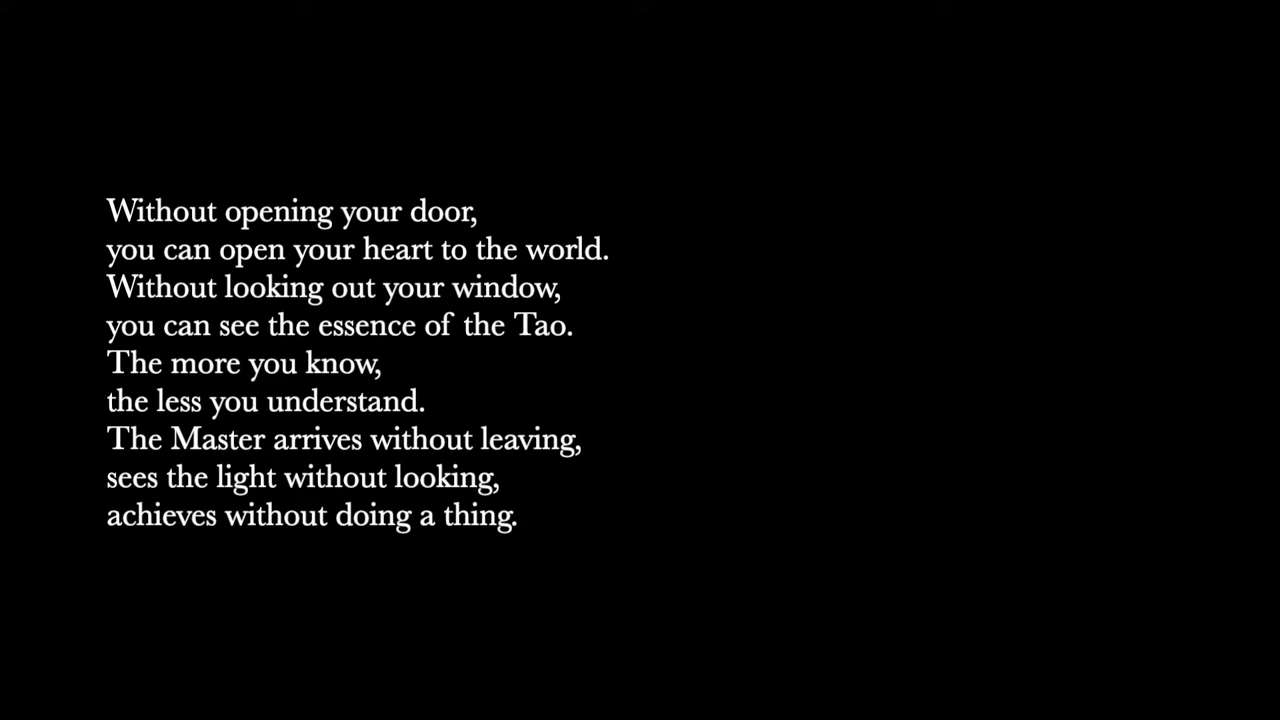 Without opening your door,
you can open your heart to the world.
Without looking out your window,
you can see the essence of the Tao.
The more you know,
the less you understand.
The Master arrives without leaving,
sees the light without looking,
achieves without doing a thing.